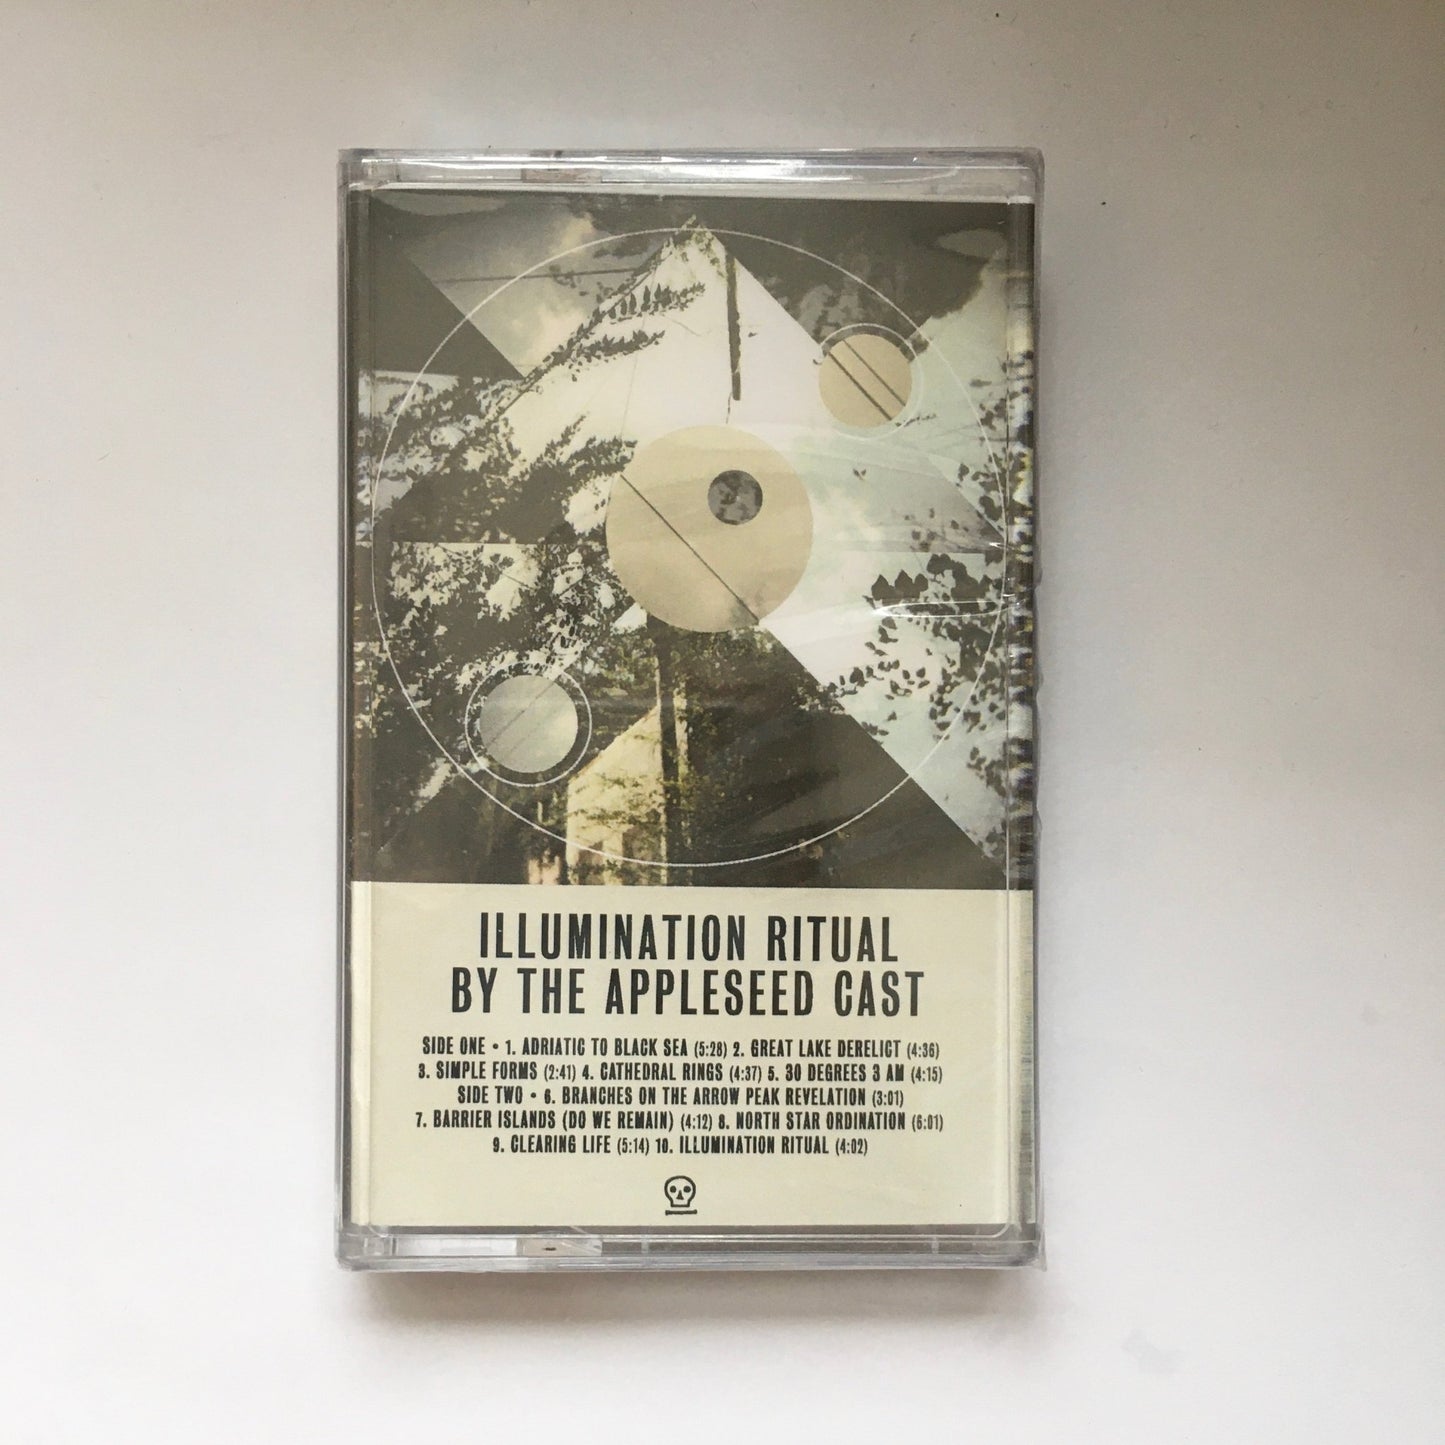 ILLUMINATION RITUAL
BY THE APPLESEED CAST
SIDE ONE • 1. ADRIATIC TO BLACK SEA (5:28) 2. GREAT LAKE DERELICT (4:36)
3. SIMPLE FORMS (2:41) 4. CATHEDRAL RINGS (4:37) 5. 30 DEGREES 3 AM (4:15)
SIDE TWO • 6. BRANCHES ON THE ARROW PEAK REVELATION (3:01)
7. BARRIER ISLANDS (DO WE REMAIN) (4:12) 8. NORTH STAR ORDINATION (6:01)
9. CLEARING LIFE (5:14) 10. ILLUMINATION RITUAL (4:02)